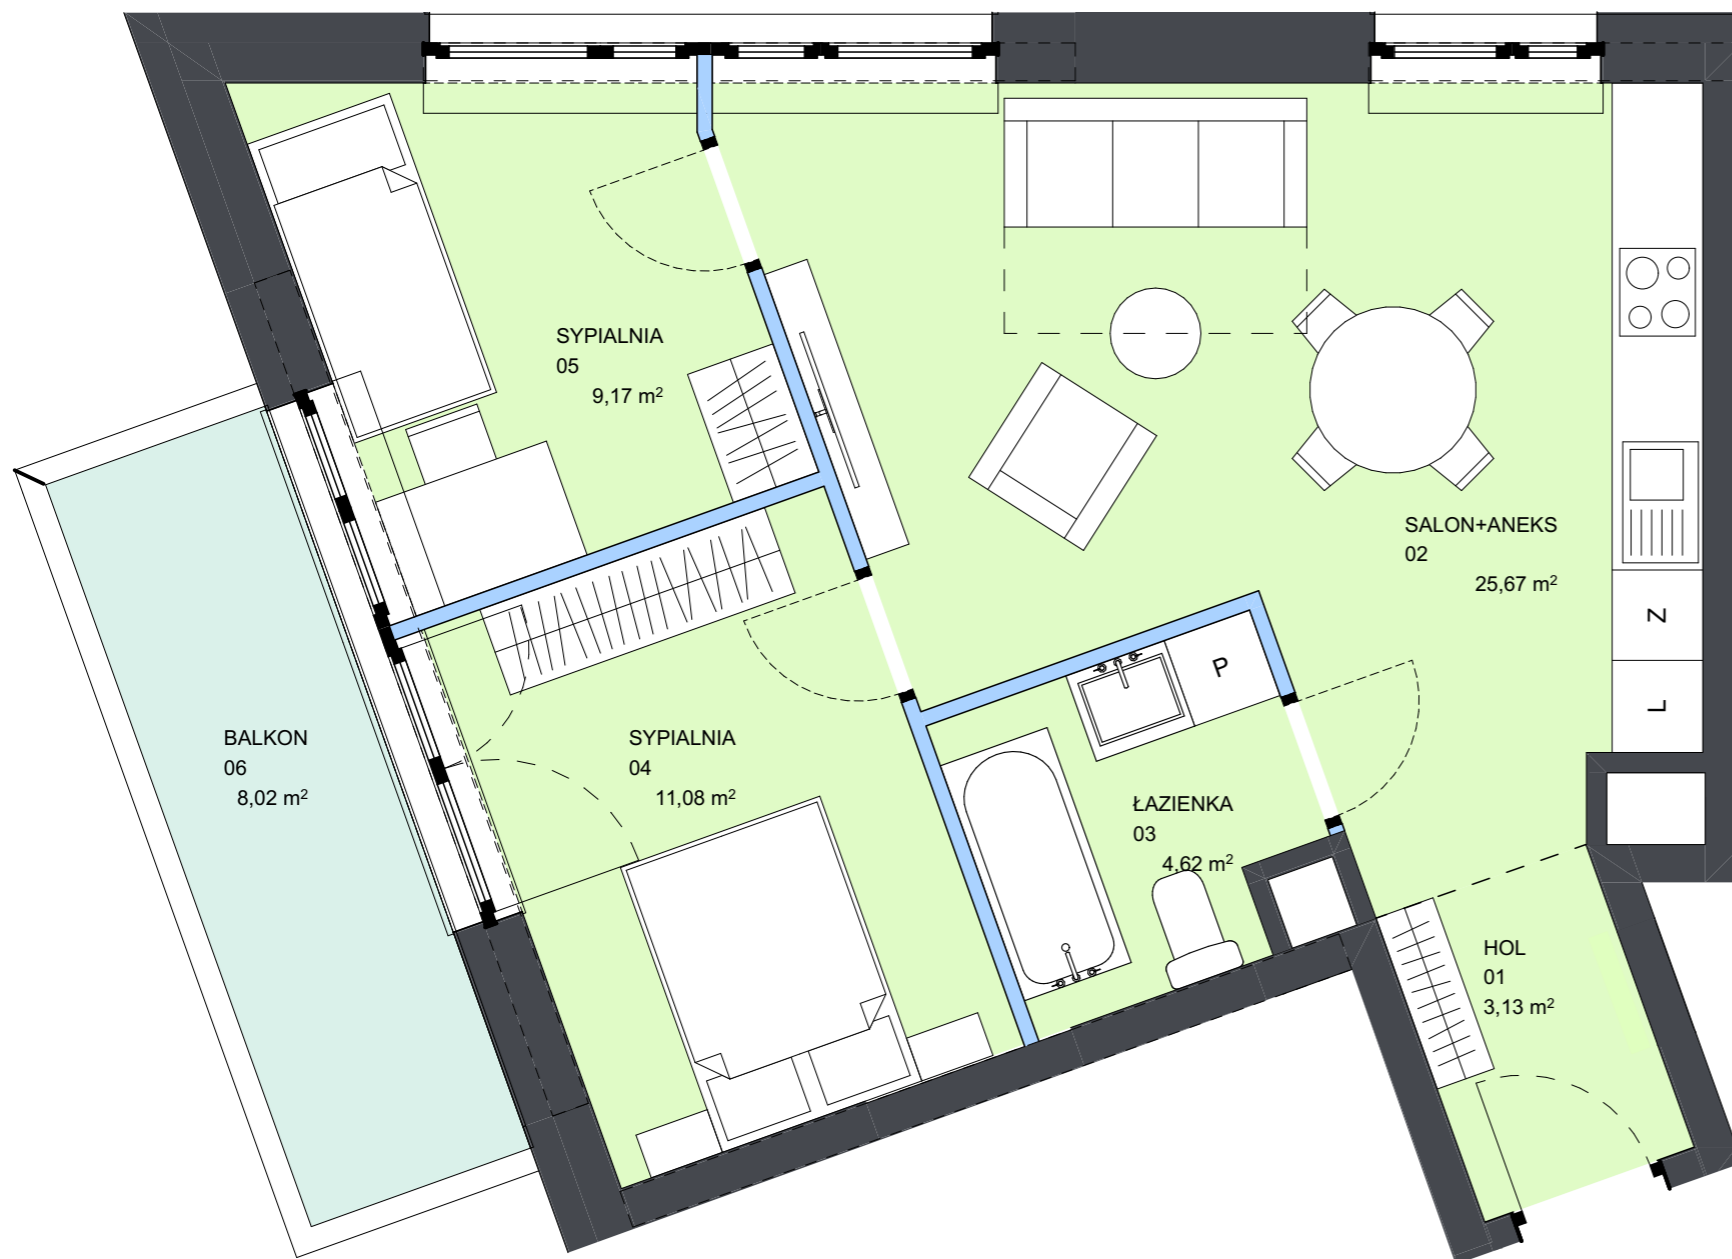 SYPIALNIA
05
9,17 m²
SALON+ANEKS
02
25,67 m²
Z
L
P
BALKON
06
8,02 m²
SYPIALNIA
04
11,08 m²
ŁAZIENKA
03
4,62 m²
HOL
01
3,13 m²